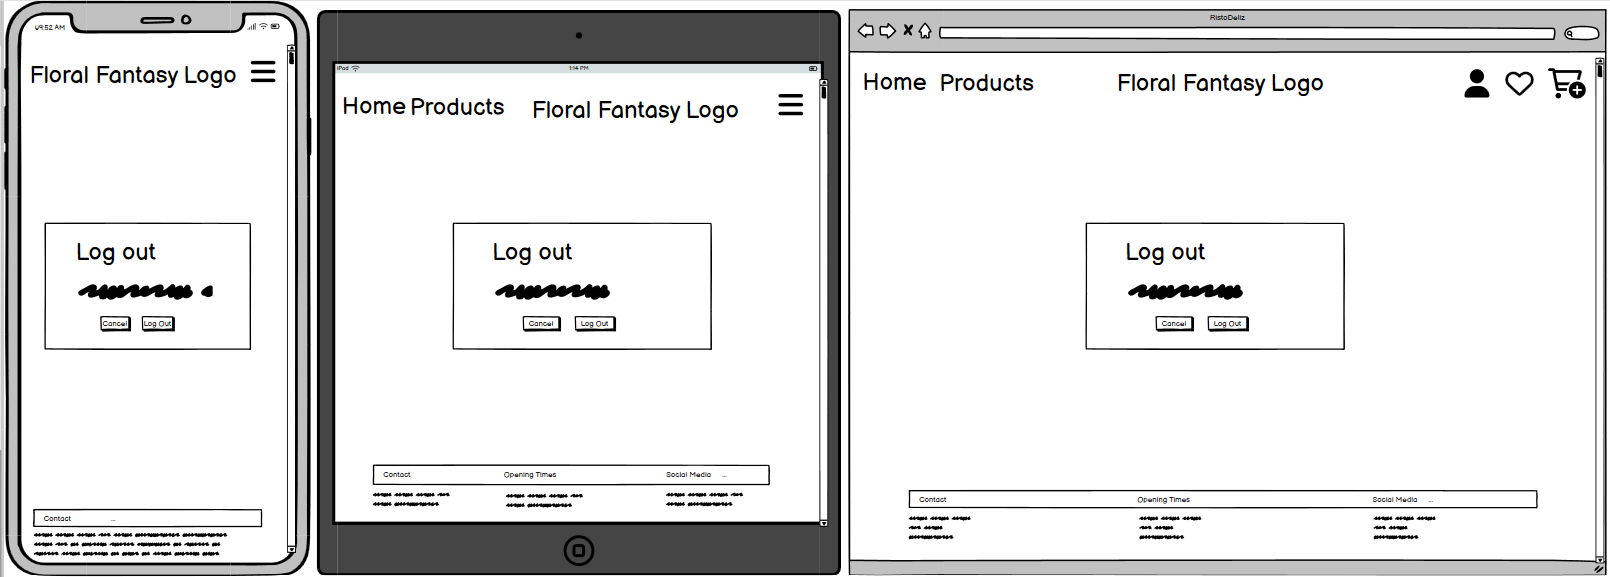 09:52 AM
Floral Fantasy Logo
Log out
Cancel Log Out
Contact ...
iPad 1:14 PM
Home Products Floral Fantasy Logo
Log out
Cancel Log Out
Contact Opening Times Social Media ...
RistoDeliz
Home Products Floral Fantasy Logo
Log out
Cancel Log Out
Contact Opening Times Social Media ...